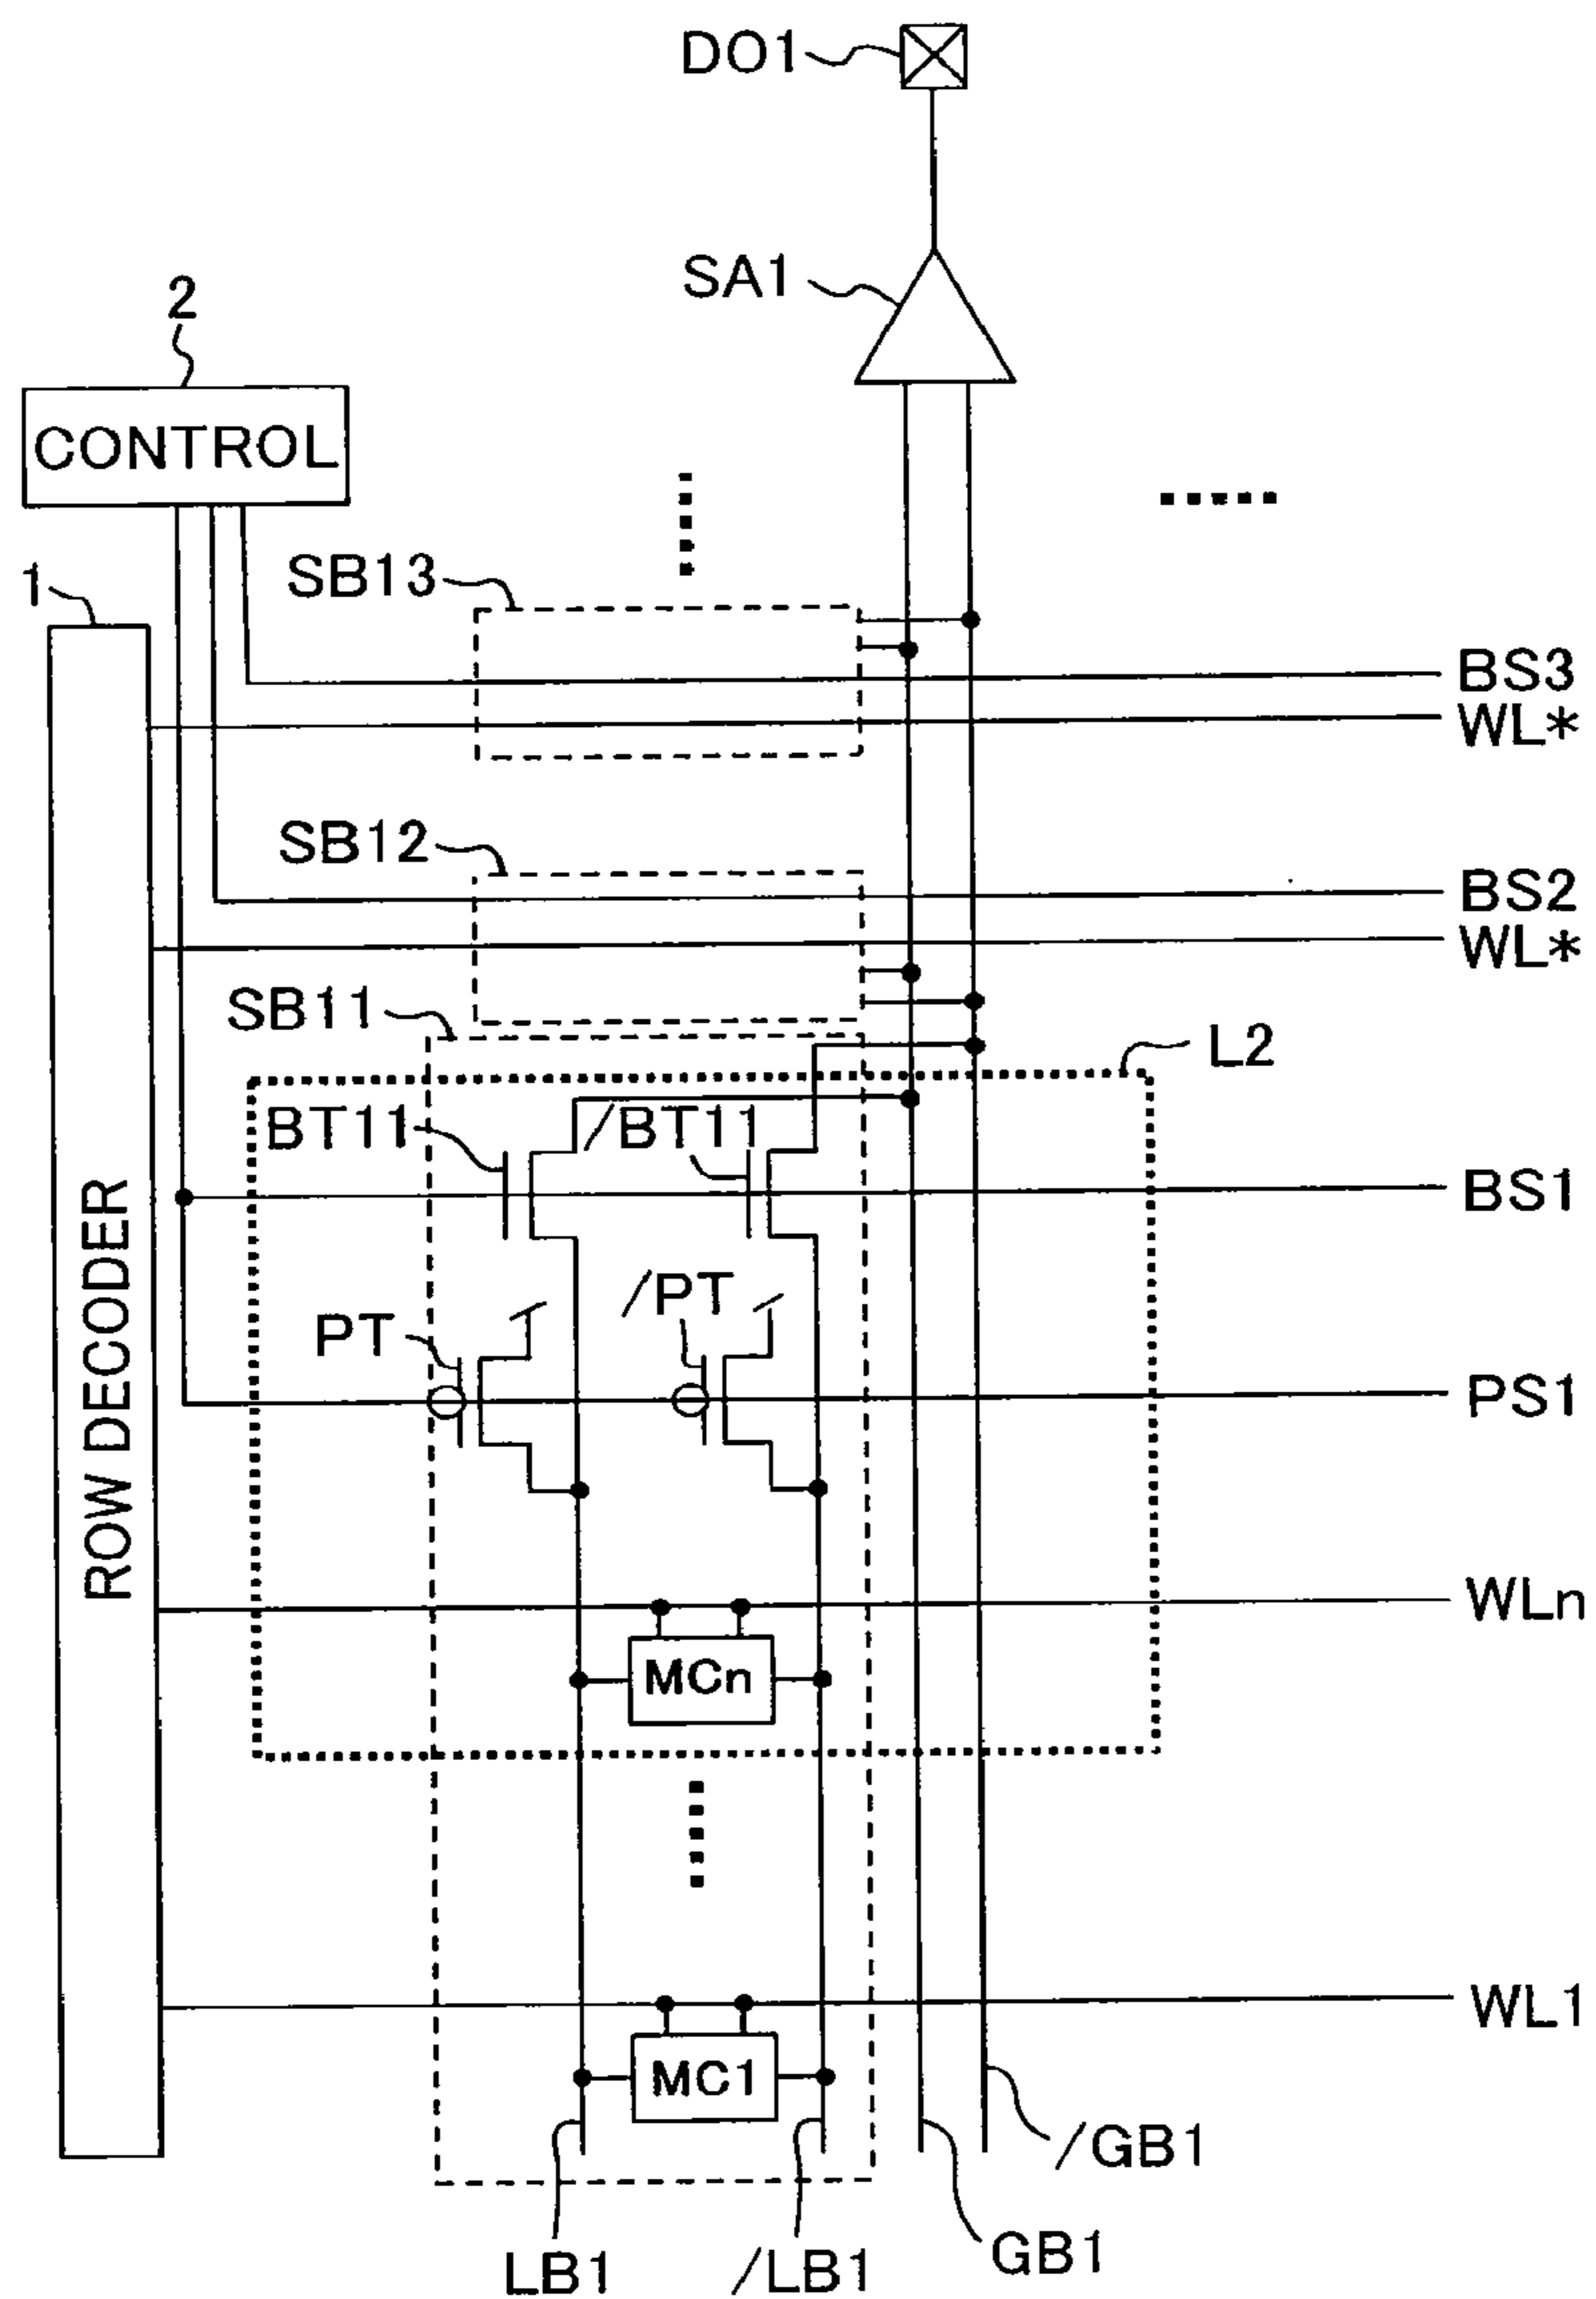 DO1
SA1
2
CONTROL
SB13
1
BS3
WL*
SB12
BS2
WL*
SB11
L2
BT11
/BT11
BS1
/PT
PT
PS1
ROW DECODER
WLn
MCn
WL1
MC1
/GB1
GB1
LB1
/LB1